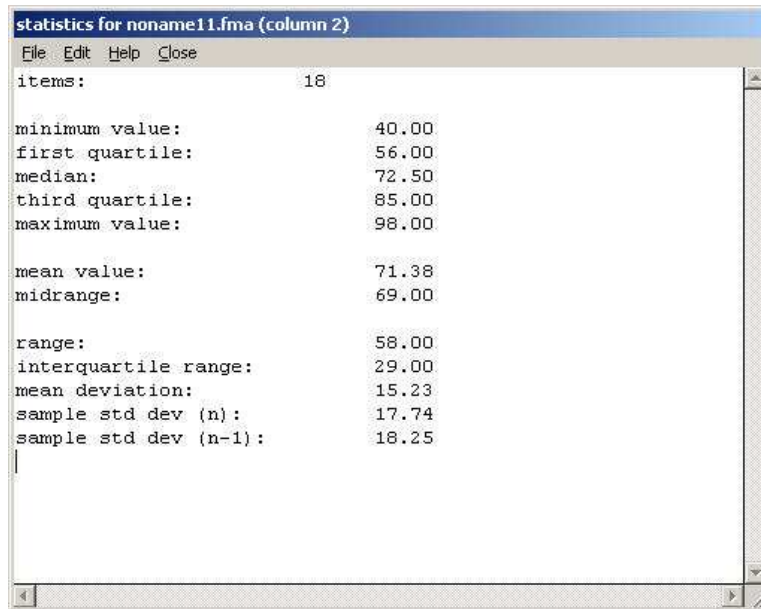 statistics for noname11.fma (column 2)
File Edit Help Close
items: 18
minimum value: 40.00
first quartile: 56.00
median: 72.50
third quartile: 85.00
maximum value: 98.00
mean value: 71.38
midrange: 69.00
range: 58.00
interquartile range: 29.00
mean deviation: 15.23
sample std dev (n): 17.74
sample std dev (n-1): 18.25